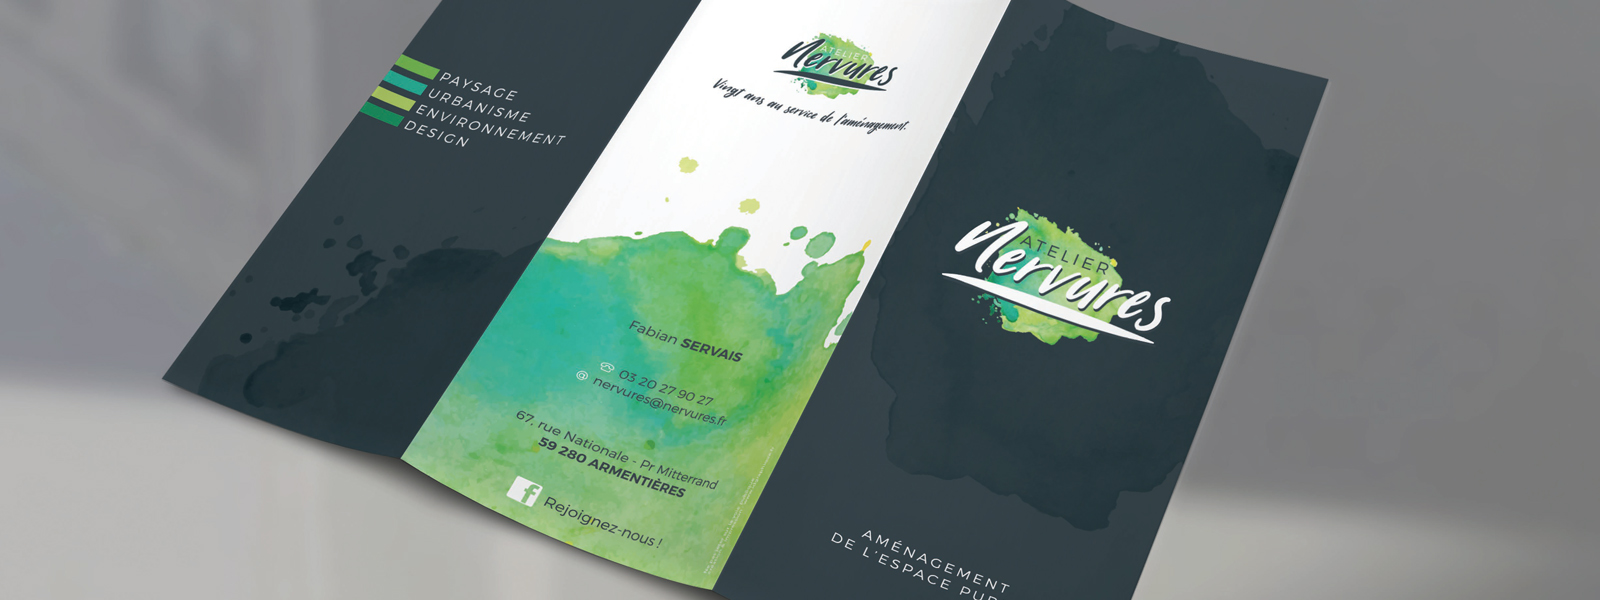 PAYSAGE
URBANISME
ENVIRONNEMENT
DESIGN
ATELIER
Nervures
Vingt ans au service de l'aménagement.
Fabian SERVAIS
03 20 27 90 27
@ nervures@nervures.fr
67, rue Nationale - Pr Mitterrand
59 280 ARMENTIÈRES
f Rejoignez-nous !
ATELIER
Nervures
AMÉNAGEMENT
DE L'ESPACE PUB